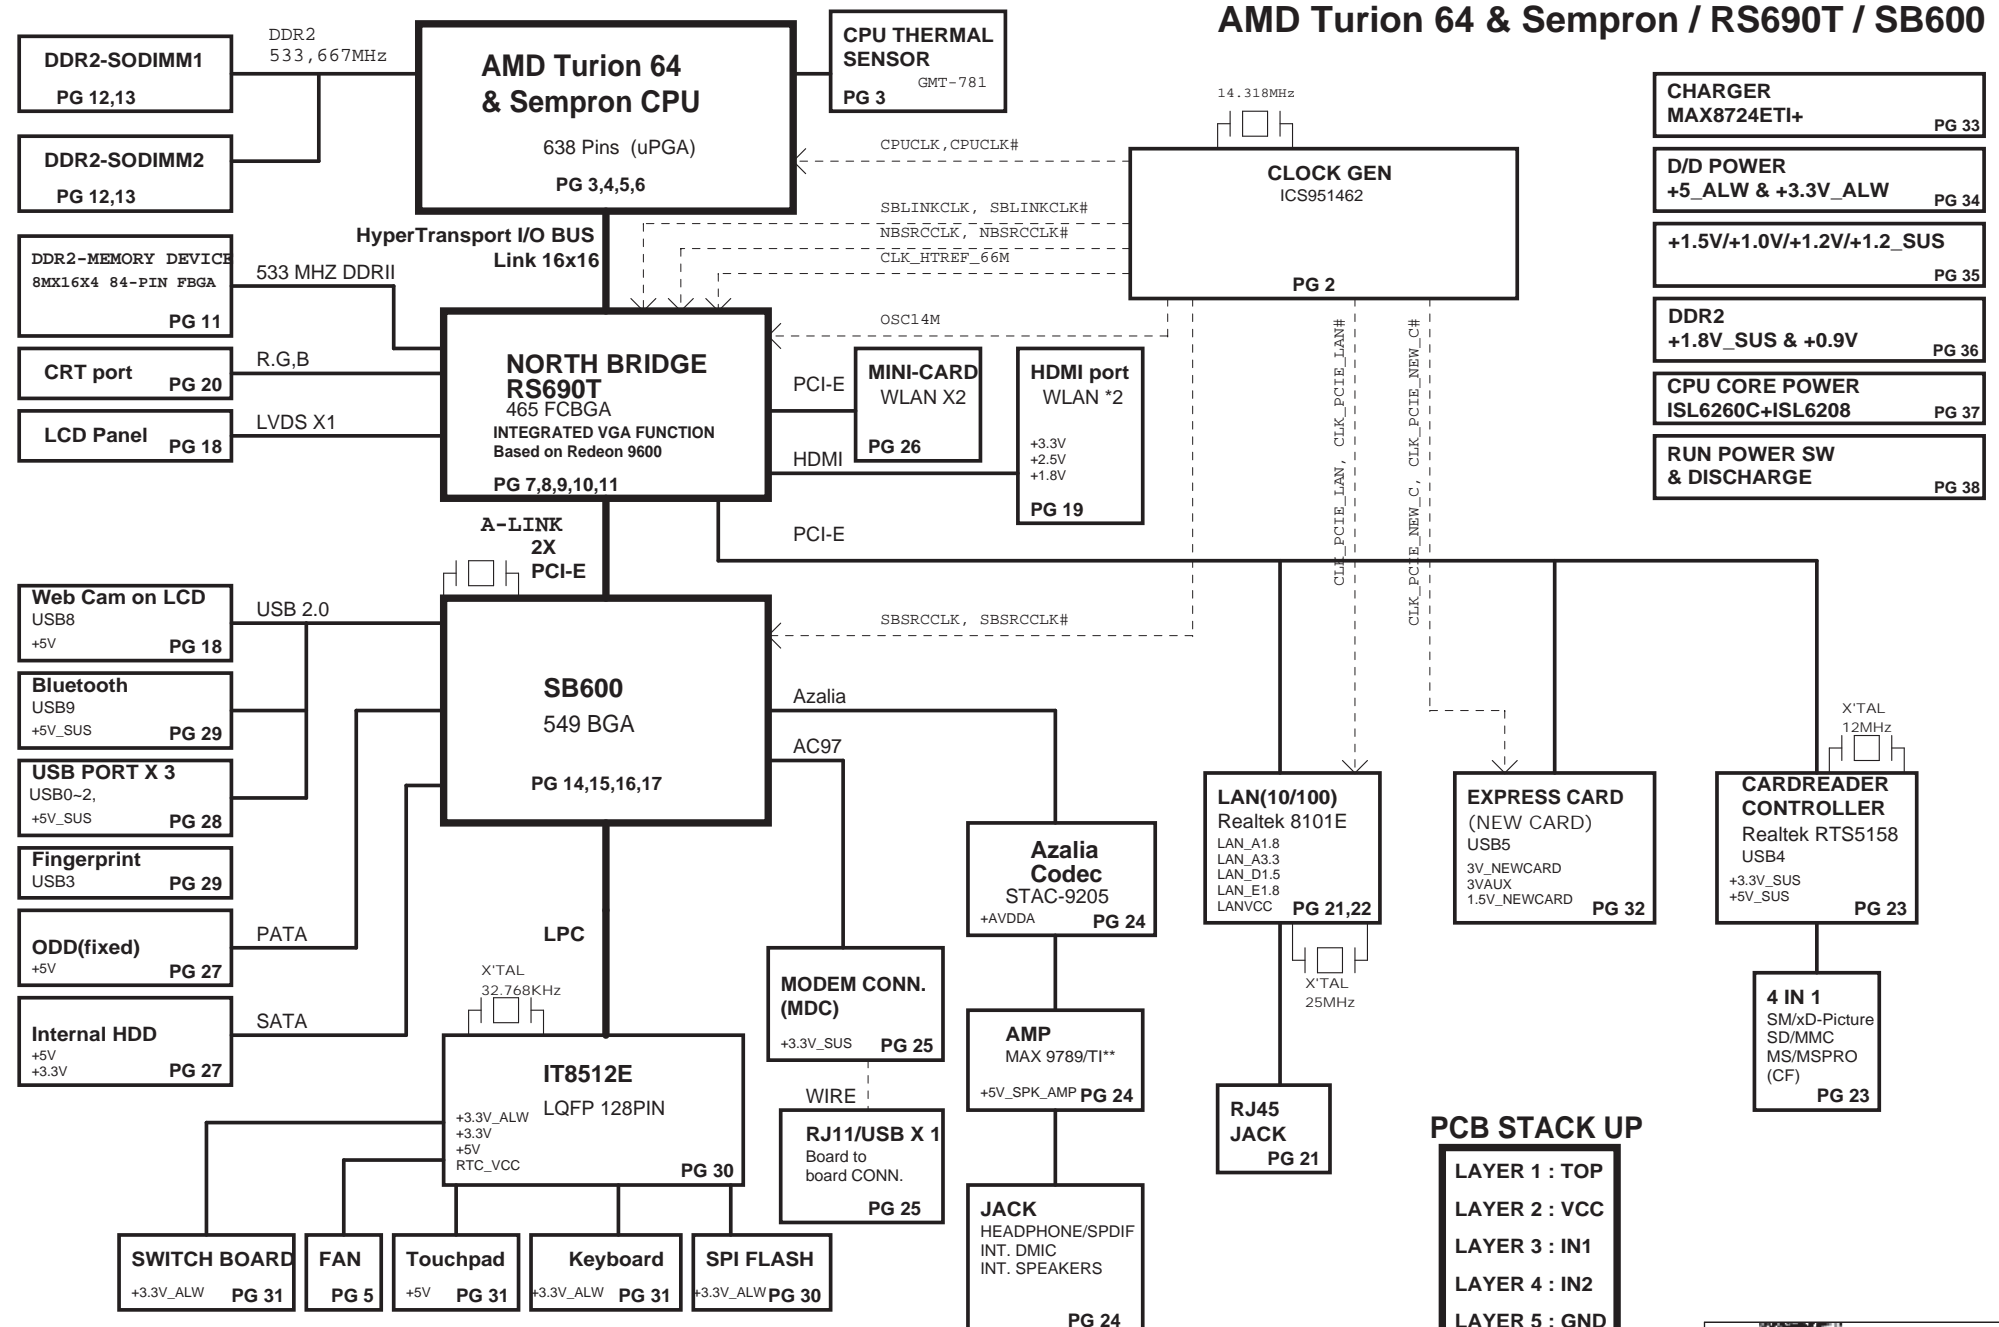 AMD Turion 64 & Sempron / RS690T / SB600
DDR2-SODIMM1
PG 12,13
DDR2
533,667MHz
DDR2-SODIMM2
PG 12,13
AMD Turion 64
& Sempron CPU
638 Pins (uPGA)
PG 3,4,5,6
CPU THERMAL
SENSOR
GMT-781
PG 3
14.318MHz
CLOCK GEN
ICS951462
PG 2
CPUCLK,CPUCLK#
SBLINKCLK, SBLINKCLK#
NBSRCCLK, NBSRCCLK#
CLK_HTREF_66M
OSC14M
CHARGER
MAX8724ETI+
PG 33
D/D POWER
+5_ALW & +3.3V_ALW
PG 34
+1.5V/+1.0V/+1.2V/+1.2_SUS
PG 35
DDR2
+1.8V_SUS & +0.9V
PG 36
CPU CORE POWER
ISL6260C+ISL6208
PG 37
RUN POWER SW
& DISCHARGE
PG 38
HyperTransport I/O BUS
Link 16x16
DDR2-MEMORY DEVICE
8MX16X4 84-PIN FBGA
PG 11
533 MHZ DDRII
CRT port
PG 20
R.G,B
LCD Panel
PG 18
LVDS X1
NORTH BRIDGE
RS690T
465 FCBGA
INTEGRATED VGA FUNCTION
Based on Redeon 9600
PG 7,8,9,10,11
PCI-E
MINI-CARD
WLAN X2
PG 26
HDMI
HDMI port
WLAN *2
+3.3V
+2.5V
+1.8V
PG 19
PCI-E
CLK_PCIE_LAN, CLK_PCIE_LAN#
CLK_PCIE_NEW_C, CLK_PCIE_NEW_C#
A-LINK
2X
PCI-E
SBSRCCLK, SBSRCCLK#
Web Cam on LCD
USB8
+5V
PG 18
USB 2.0
Bluetooth
USB9
+5V_SUS
PG 29
USB PORT X 3
USB0~2,
+5V_SUS
PG 28
Fingerprint
USB3
PG 29
ODD(fixed)
+5V
PG 27
PATA
Internal HDD
+5V
+3.3V
PG 27
SATA
SB600
549 BGA
PG 14,15,16,17
Azalia
AC97
LPC
X'TAL
32.768KHz
IT8512E
LQFP 128PIN
+3.3V_ALW
+3.3V
+5V
RTC_VCC
PG 30
SWITCH BOARD
+3.3V_ALW
PG 31
FAN
PG 5
Touchpad
+5V
PG 31
Keyboard
+3.3V_ALW
PG 31
SPI FLASH
+3.3V_ALW
PG 30
MODEM CONN.
(MDC)
+3.3V_SUS
PG 25
WIRE
RJ11/USB X 1
Board to
board CONN.
PG 25
Azalia
Codec
STAC-9205
+AVDDA
PG 24
AMP
MAX 9789/TI**
+5V_SPK_AMP
PG 24
JACK
HEADPHONE/SPDIF
INT. DMIC
INT. SPEAKERS
PG 24
LAN(10/100)
Realtek 8101E
LAN_A1.8
LAN_A3.3
LAN_D1.5
LAN_E1.8
LANVCC
PG 21,22
X'TAL
25MHz
RJ45
JACK
PG 21
EXPRESS CARD
(NEW CARD)
USB5
3V_NEWCARD
3VAUX
1.5V_NEWCARD
PG 32
X'TAL
12MHz
CARDREADER
CONTROLLER
Realtek RTS5158
USB4
+3.3V_SUS
+5V_SUS
PG 23
4 IN 1
SM/xD-Picture
SD/MMC
MS/MSPRO
(CF)
PG 23
PCB STACK UP
LAYER 1 : TOP
LAYER 2 : VCC
LAYER 3 : IN1
LAYER 4 : IN2
LAYER 5 : GND